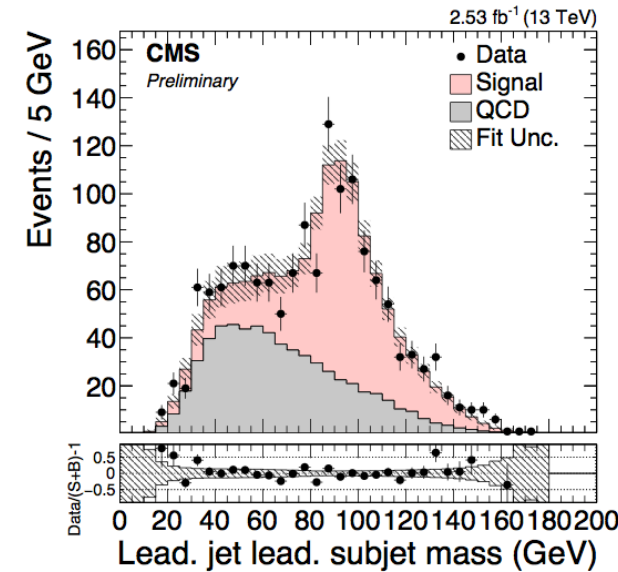 2.53 fb⁻¹ (13 TeV)
CMS
Preliminary
Data
Signal
QCD
Fit Unc.
Events / 5 GeV
160
140
120
100
80
60
40
20
Data/(S+B)-1
0.5
0
−0.5
0 20 40 60 80 100 120 140 160 180 200
Lead. jet lead. subjet mass (GeV)